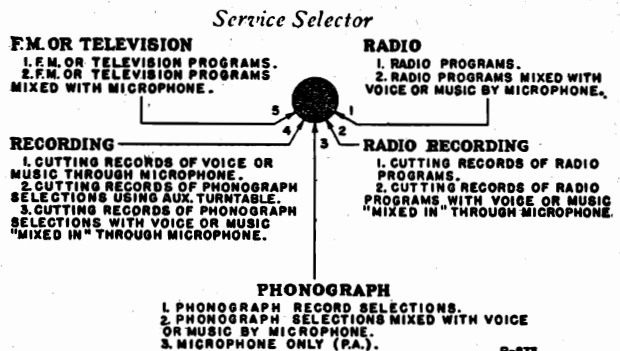 Service Selector
F.M. OR TELEVISION
1. F.M. OR TELEVISION PROGRAMS.
2. F.M. OR TELEVISION PROGRAMS
MIXED WITH MICROPHONE.
RADIO
1. RADIO PROGRAMS.
2. RADIO PROGRAMS MIXED WITH
VOICE OR MUSIC BY MICROPHONE.
5
4
3
2
1
RECORDING
1. CUTTING RECORDS OF VOICE OR
MUSIC THROUGH MICROPHONE.
2. CUTTING RECORDS OF PHONOGRAPH
SELECTIONS USING AUX. TURNTABLE.
3. CUTTING RECORDS OF PHONOGRAPH
SELECTIONS WITH VOICE OR MUSIC
"MIXED IN" THROUGH MICROPHONE.
RADIO RECORDING
1. CUTTING RECORDS OF RADIO
PROGRAMS.
2. CUTTING RECORDS OF RADIO
PROGRAMS WITH VOICE OR MUSIC
"MIXED IN" THROUGH MICROPHONE.
PHONOGRAPH
1. PHONOGRAPH RECORD SELECTIONS.
2. PHONOGRAPH SELECTIONS MIXED WITH VOICE
OR MUSIC BY MICROPHONE.
3. MICROPHONE ONLY (P.A.).